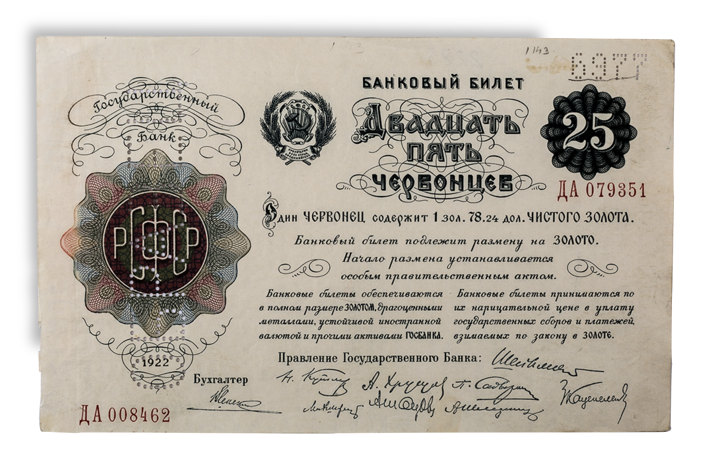 1143
6977
Государственный
Банк
БАНКОВЫЙ БИЛЕТ
ДВАДЦАТЬ
ПЯТЬ
ЧЕРВОНЦЕВ
25
ДА 079351
РСФСР
Один ЧЕРВОНЕЦ содержит 1 зол. 78.24 дол. ЧИСТОГО ЗОЛОТА.
Банковый билет подлежит размену на ЗОЛОТО.
Начало размена устанавливается
особым правительственным актом.
Банковые билеты обеспечиваются
в полном размере ЗОЛОТОМ, драгоценными
металлами, устойчивой иностранной
валютой и прочими активами ГОСБАНКА.
Банковые билеты принимаются по
их нарицательной цене в уплату
государственных сборов и платежей,
взимаемых по закону в ЗОЛОТЕ.
1922
Правление Государственного Банка:
Бухгалтер
ДА 008462